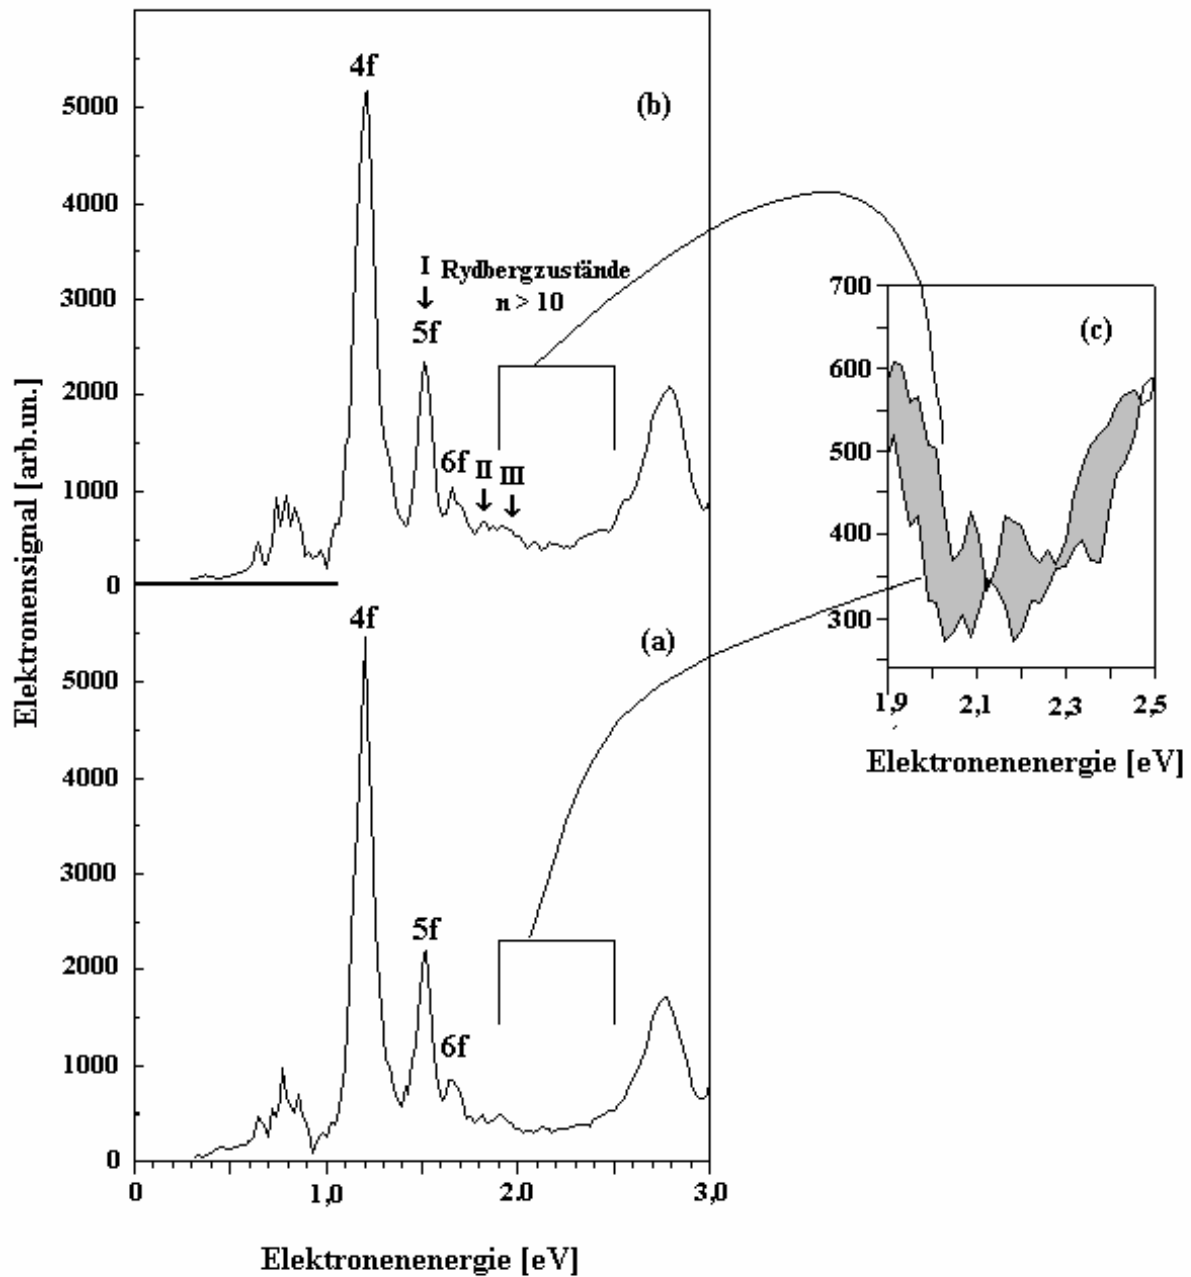 4f
(b)
5000
4000
I Rydbergzustände
n > 10
3000
5f
2000
6f II III
1000
0
Elektronensignal [arb.un.]
4f
(a)
5000
4000
3000
5f
2000
6f
1000
0
0 1,0 2.0 3,0
Elektronenenergie [eV]
700
(c)
600
500
400
300
1,9 2,1 2,3 2,5
Elektronenenergie [eV]